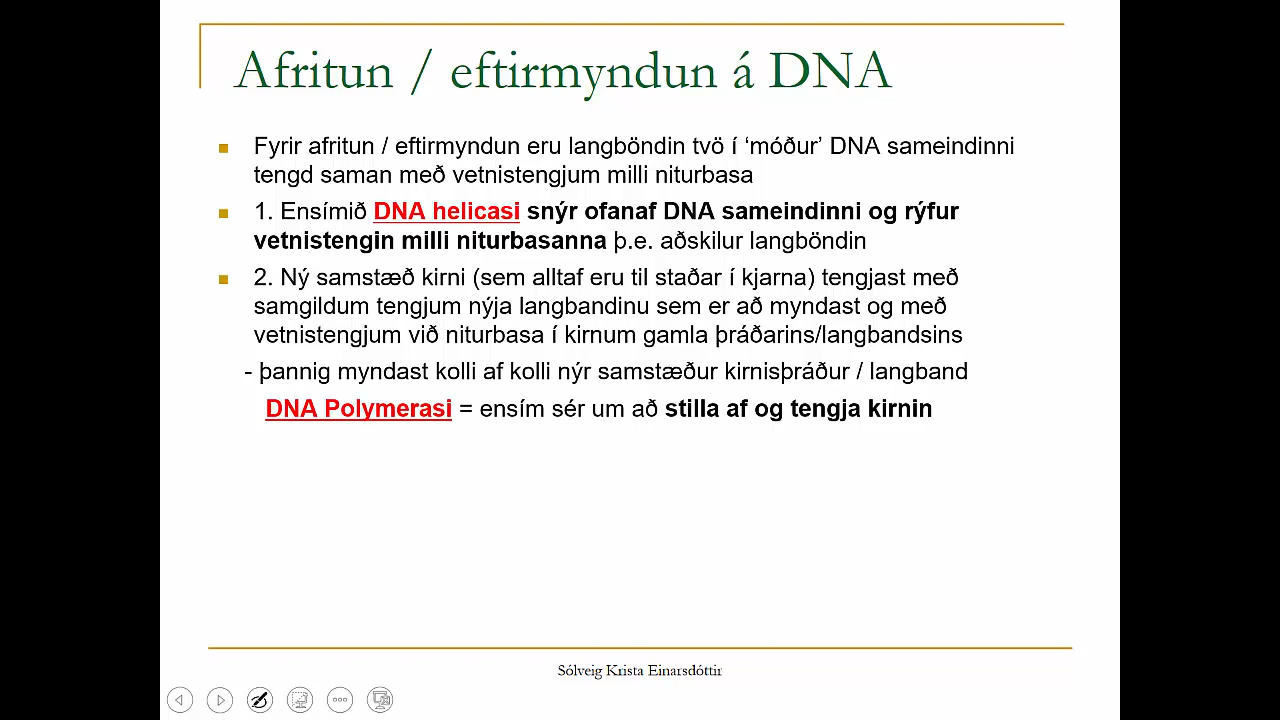 Afritun / eftirmyndun á DNA
Fyrir afritun / eftirmyndun eru langböndin tvö í ‘móður’ DNA sameindinni
tengd saman með vetnistengjum milli niturbasa
1. Ensímið DNA helicasi snýr ofanaf DNA sameindinni og rýfur
vetnistengin milli niturbasanna þ.e. aðskilur langböndin
2. Ný samstæð kirni (sem alltaf eru til staðar í kjarna) tengjast með
samgildum tengjum nýja langbandinu sem er að myndast og með
vetnistengjum við niturbasa í kirnum gamla þráðarins/langbandsins
- þannig myndast kolli af kolli nýr samstæður kirnisþráður / langband
DNA Polymerasi = ensím sér um að stilla af og tengja kirnin
Sólveig Krista Einarsdóttir